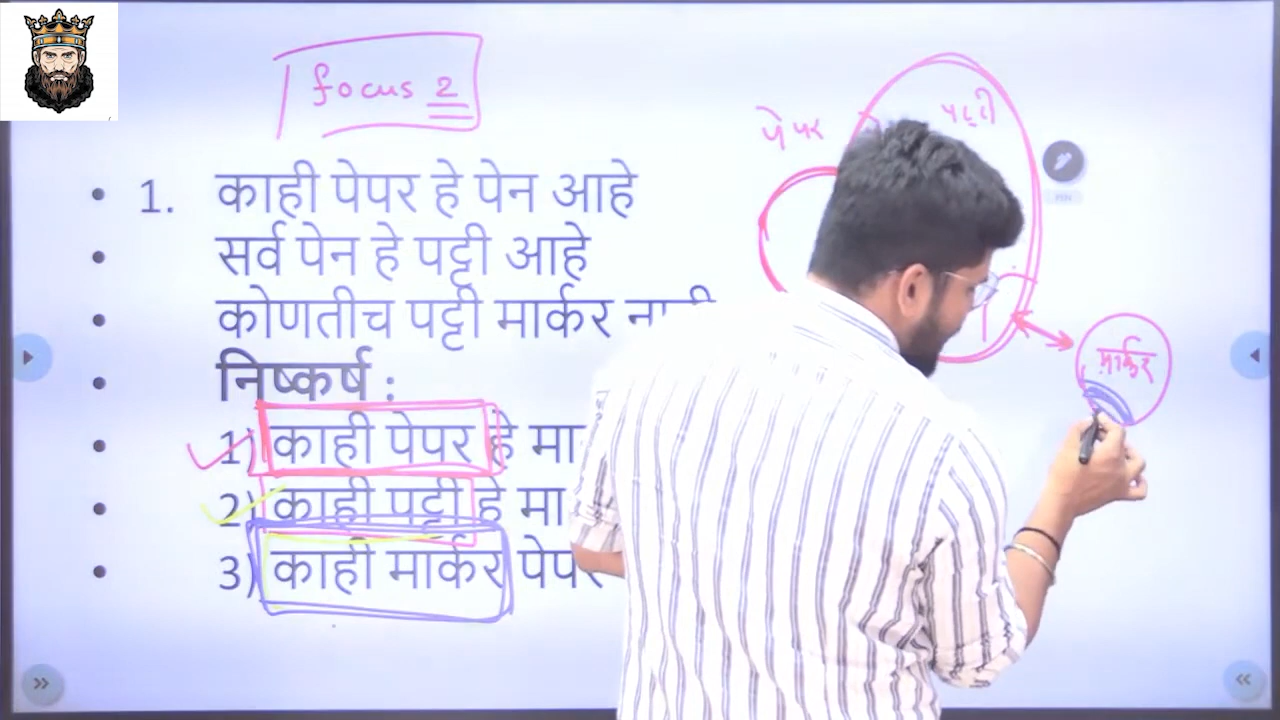 focus 2
पेपर
पट्टी
1. काही पेपर हे पेन आहे
सर्व पेन हे पट्टी आहे
कोणतीच पट्टी मार्कर
निष्कर्ष :
मार्कर
1) काही पेपर हे
2) काही पट्टी हे
3) काही मार्कर पेपर